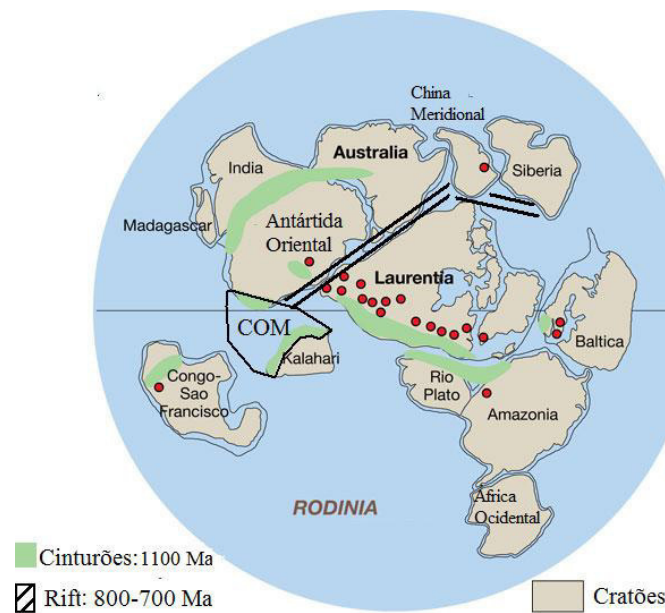 China
Meridional
India
Australia
Siberia
Madagascar
Antártida
Oriental
Laurentia
COM
Baltica
Kalahari
Congo-
Sao
Francisco
Rio
Plato
Amazonia
RODINIA
África
Ocidental
Cinturões:1100 Ma
Rift: 800-700 Ma
Cratões